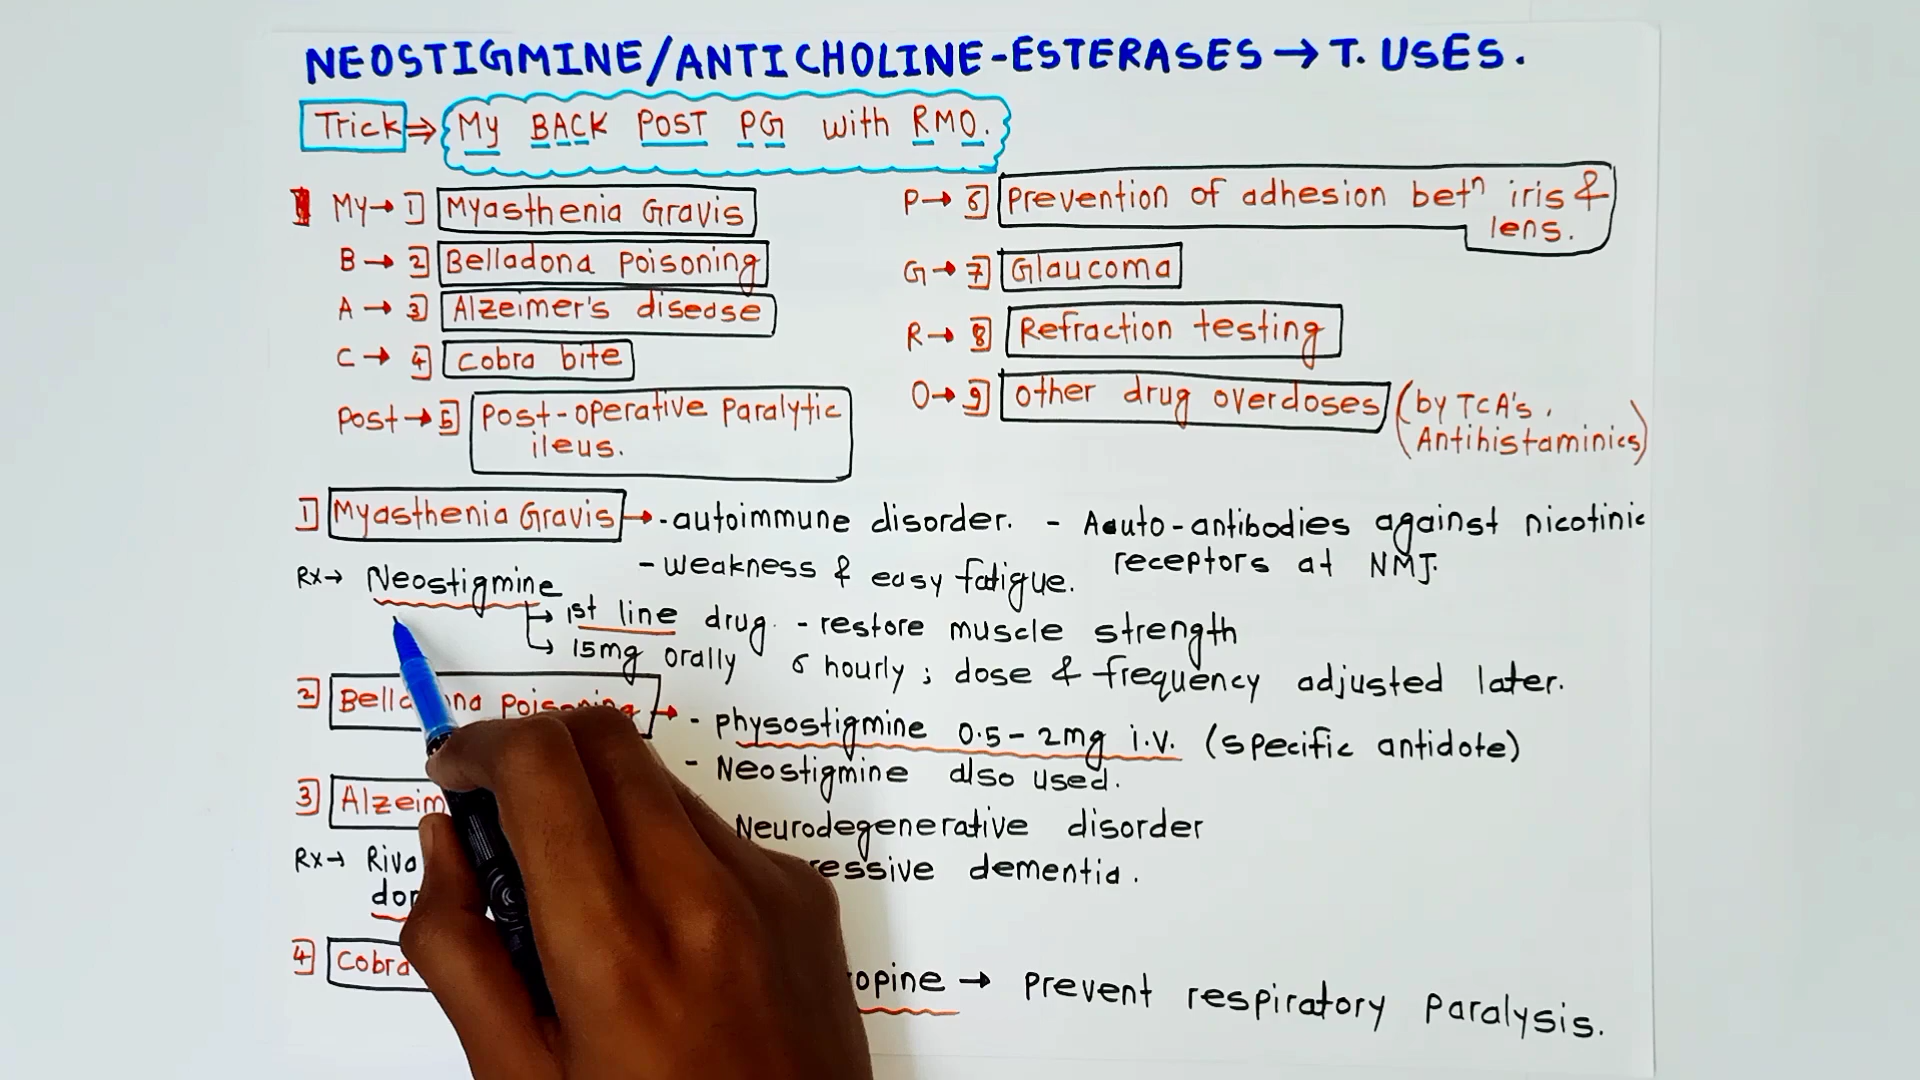 NEOSTIGMINE/ANTICHOLINE-ESTERASES → T. USES.
Trick ⇒ My BACK POST PG with RMO.
My → 1] Myasthenia Gravis
B → 2] Belladona poisoning
A → 3] Alzeimer's disease
C → 4] Cobra bite
Post → 5] Post-operative Paralytic
ileus.
P → 6] Prevention of adhesion betn iris &
lens.
G → 7] Glaucoma
R → 8] Refraction testing
O → 9] Other drug overdoses (by TCA's,
Antihistaminics)
1] Myasthenia Gravis → - autoimmune disorder. - Aauto-antibodies against nicotinic
receptors at NMJ.
- weakness & easy fatigue.
Rx → Neostigmine
→ 1st line drug. - restore muscle strength
→ 15mg orally 6 hourly ; dose & frequency adjusted later.
2] Poisoning → - physostigmine 0.5 - 2mg i.v. (specific antidote)
- Neostigmine also used.
3] Alzeim
Neurodegenerative disorder
essive dementia.
Rx → Riva
don
4] Cobra
opine → Prevent respiratory Paralysis.